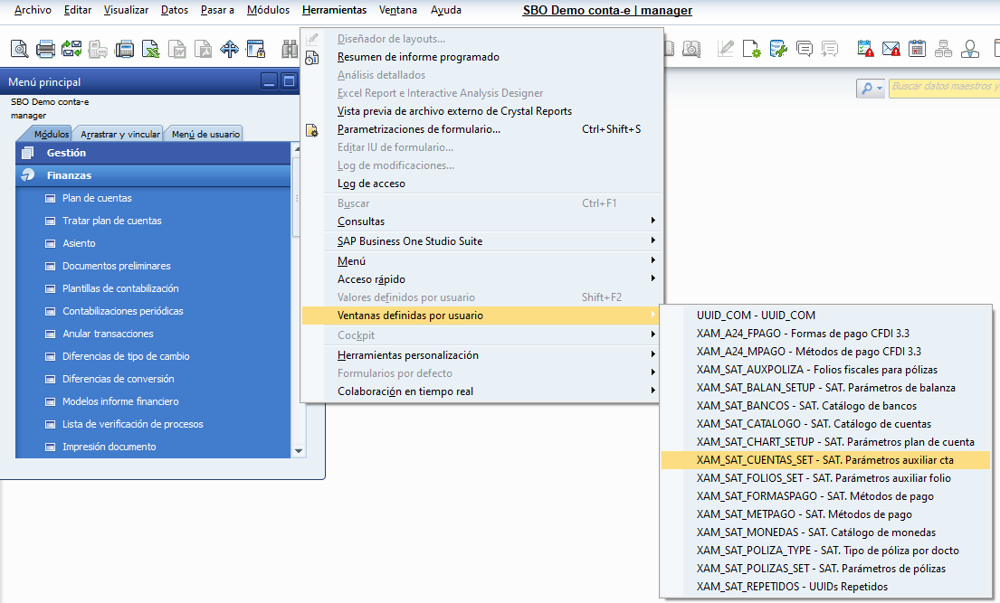 Archivo Editar Visualizar Datos Pasar a Módulos Herramientas Ventana Ayuda SBO Demo conta-e | manager
Menú principal
SBO Demo conta-e
manager
Módulos Arrastrar y vincular Menú de usuario
Gestión
Finanzas
Plan de cuentas
Tratar plan de cuentas
Asiento
Documentos preliminares
Plantillas de contabilización
Contabilizaciones periódicas
Anular transacciones
Diferencias de tipo de cambio
Diferencias de conversión
Modelos informe financiero
Lista de verificación de procesos
Impresión documento
Diseñador de layouts...
Resumen de informe programado
Análisis detallados
Excel Report e Interactive Analysis Designer
Vista previa de archivo externo de Crystal Reports
Parametrizaciones de formulario... Ctrl+Shift+S
Editar IU de formulario...
Log de modificaciones...
Log de acceso
Buscar Ctrl+F1
Consultas
SAP Business One Studio Suite
Menú
Acceso rápido
Valores definidos por usuario Shift+F2
Ventanas definidas por usuario
Cockpit
Herramientas personalización
Formularios por defecto
Colaboración en tiempo real
Buscar datos maestros y
UUID_COM - UUID_COM
XAM_A24_FPAGO - Formas de pago CFDI 3.3
XAM_A24_MPAGO - Métodos de pago CFDI 3.3
XAM_SAT_AUXPOLIZA - Folios fiscales para pólizas
XAM_SAT_BALAN_SETUP - SAT. Parámetros de balanza
XAM_SAT_BANCOS - SAT. Catálogo de bancos
XAM_SAT_CATALOGO - SAT. Catálogo de cuentas
XAM_SAT_CHART_SETUP - SAT. Parámetros plan de cuenta
XAM_SAT_CUENTAS_SET - SAT. Parámetros auxiliar cta
XAM_SAT_FOLIOS_SET - SAT. Parámetros auxiliar folio
XAM_SAT_FORMASPAGO - SAT. Métodos de pago
XAM_SAT_METPAGO - SAT. Métodos de pago
XAM_SAT_MONEDAS - SAT. Catálogo de monedas
XAM_SAT_POLIZA_TYPE - SAT. Tipo de póliza por docto
XAM_SAT_POLIZAS_SET - SAT. Parámetros de pólizas
XAM_SAT_REPETIDOS - UUIDs Repetidos